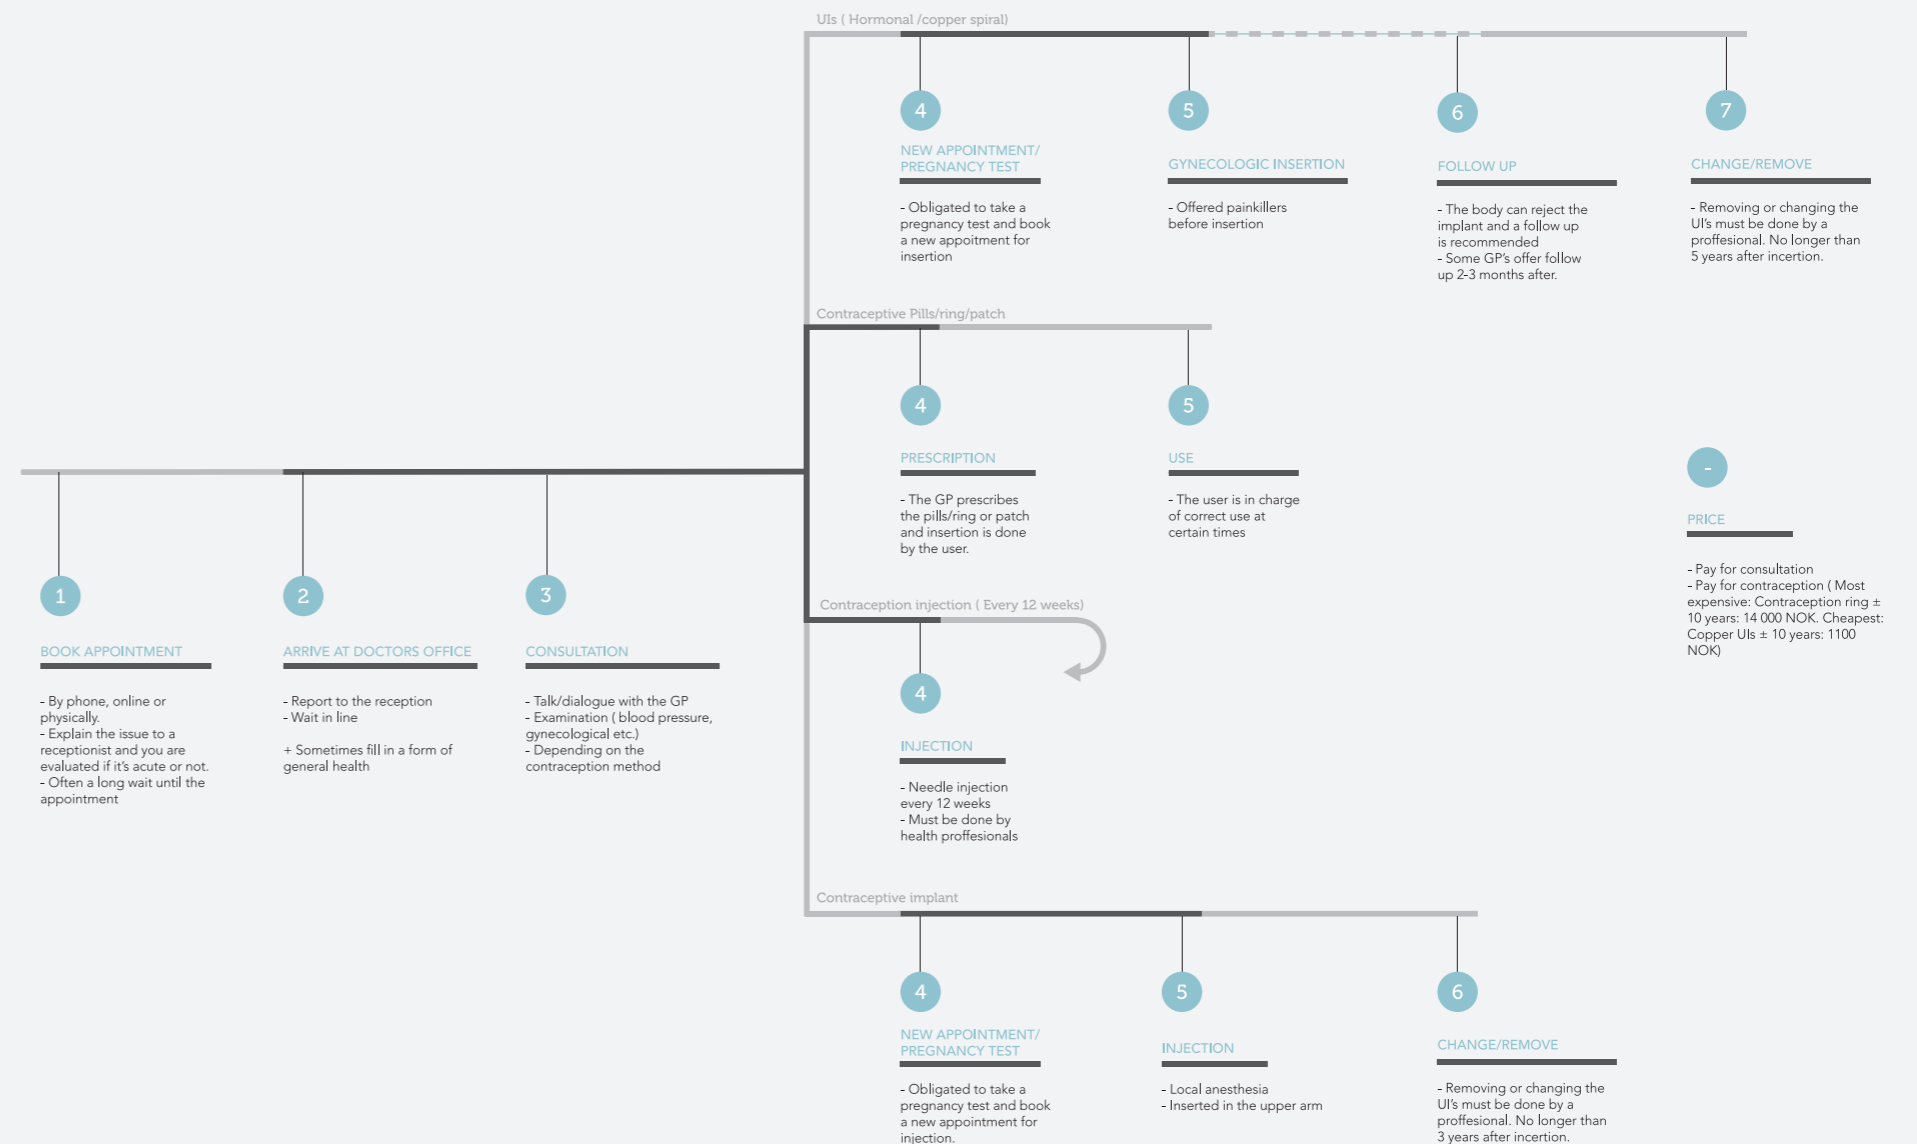 UIs ( Hormonal /copper spiral)
4
NEW APPOINTMENT/
PREGNANCY TEST
- Obligated to take a
pregnancy test and book
a new appoitment for
insertion
5
GYNECOLOGIC INSERTION
- Offered painkillers
before insertion
6
FOLLOW UP
- The body can reject the
implant and a follow up
is recommended
- Some GP's offer follow
up 2-3 months after.
7
CHANGE/REMOVE
- Removing or changing the
UI's must be done by a
proffesional. No longer than
5 years after incertion.
Contraceptive Pills/ring/patch
4
PRESCRIPTION
- The GP prescribes
the pills/ring or patch
and insertion is done
by the user.
5
USE
- The user is in charge
of correct use at
certain times
-
PRICE
- Pay for consultation
- Pay for contraception ( Most
expensive: Contraception ring ±
10 years: 14 000 NOK. Cheapest:
Copper UIs ± 10 years: 1100
NOK)
1
BOOK APPOINTMENT
- By phone, online or
physically.
- Explain the issue to a
receptionist and you are
evaluated if it's acute or not.
- Often a long wait until the
appointment
2
ARRIVE AT DOCTORS OFFICE
- Report to the reception
- Wait in line
+ Sometimes fill in a form of
general health
3
CONSULTATION
- Talk/dialogue with the GP
- Examination ( blood pressure,
gynecological etc.)
- Depending on the
contraception method
Contraception injection ( Every 12 weeks)
4
INJECTION
- Needle injection
every 12 weeks
- Must be done by
health proffesionals
Contraceptive implant
4
NEW APPOINTMENT/
PREGNANCY TEST
- Obligated to take a
pregnancy test and book
a new appointment for
injection.
5
INJECTION
- Local anesthesia
- Inserted in the upper arm
6
CHANGE/REMOVE
- Removing or changing the
UI's must be done by a
proffesional. No longer than
3 years after incertion.